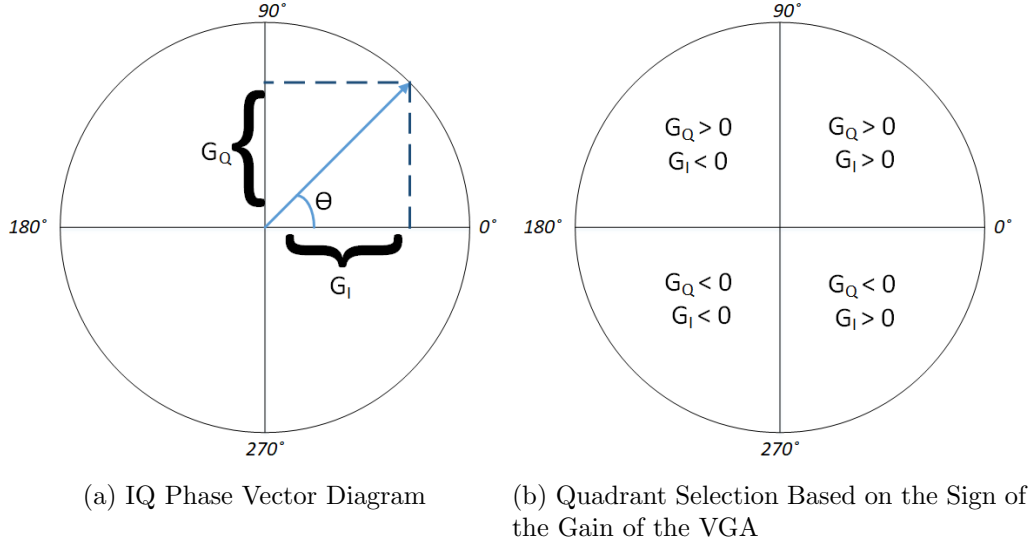 90˚
90˚
G_Q
Θ
G_Q > 0
G_I < 0
G_Q > 0
G_I > 0
180˚
0˚
180˚
0˚
G_I
G_Q < 0
G_I < 0
G_Q < 0
G_I > 0
270˚
270˚
(a) IQ Phase Vector Diagram
(b) Quadrant Selection Based on the Sign of
the Gain of the VGA